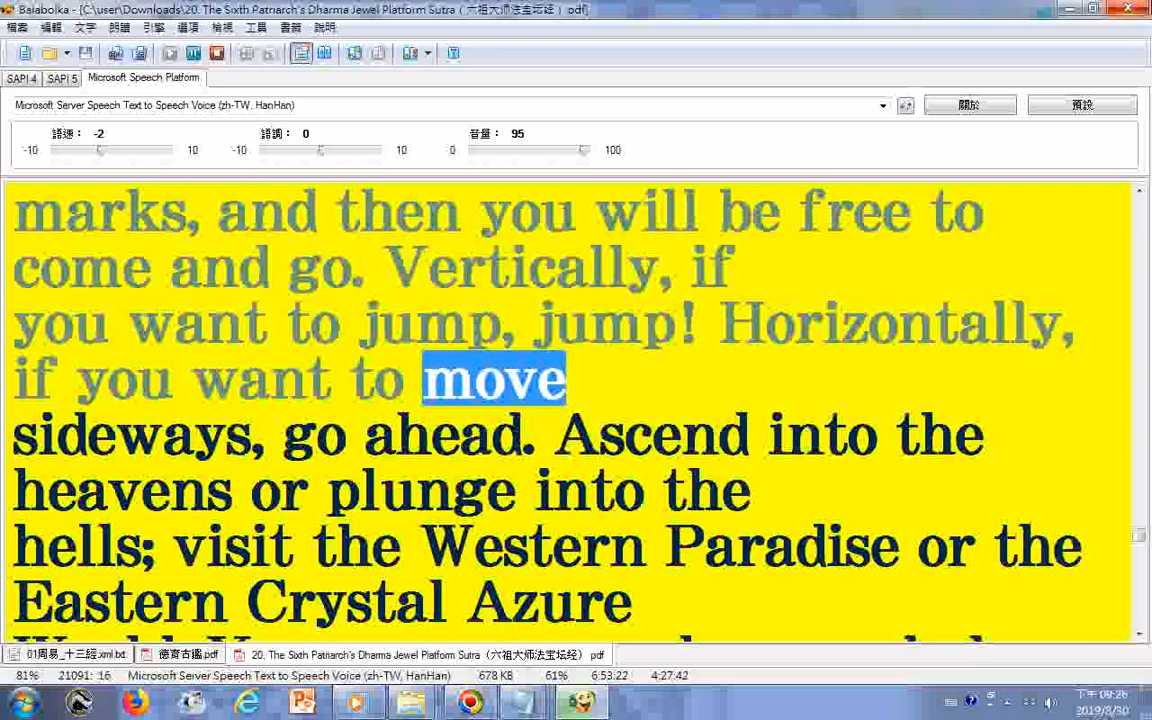 Balabolka - [C:\user\Downloads\20. The Sixth Patriarch's Dharma Jewel Platform Sutra（六祖大师法宝坛经）.pdf]
檔案 編輯 文字 朗讀 引擎 選項 檢視 工具 書籤 說明
SAPI 4 SAPI 5 Microsoft Speech Platform
Microsoft Server Speech Text to Speech Voice (zh-TW, HanHan) 關於 預設
語速： -2 語調： 0 音量： 95
-10 10 -10 10 0 100
marks, and then you will be free to
come and go. Vertically, if
you want to jump, jump! Horizontally,
if you want to move
sideways, go ahead. Ascend into the
heavens or plunge into the
hells; visit the Western Paradise or the
Eastern Crystal Azure
01周易_十三經.xml.txt 德育古鑑.pdf 20. The Sixth Patriarch's Dharma Jewel Platform Sutra（六祖大师法宝坛经）.pdf
81% 21091: 16 Microsoft Server Speech Text to Speech Voice (zh-TW, HanHan) 678 KB 61% 6:53:22 4:27:42
下午 08:26
2019/8/30